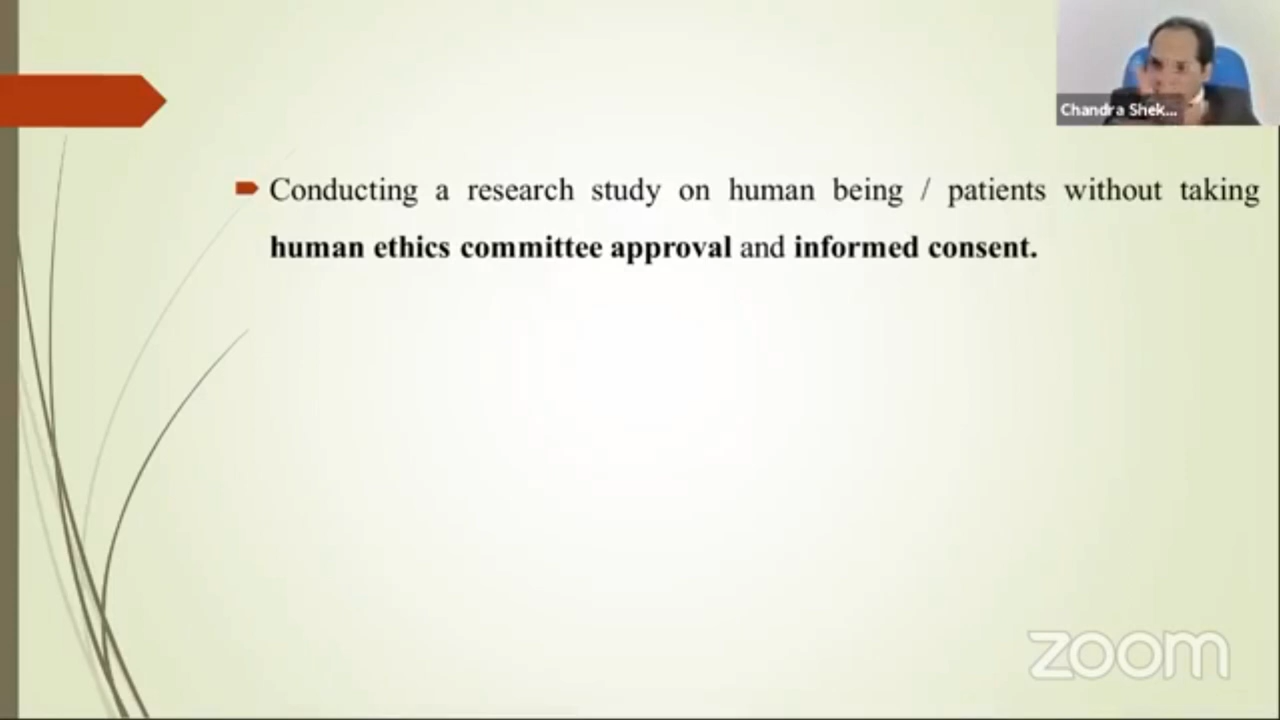 Chandra Shek...
Conducting a research study on human being / patients without taking
human ethics committee approval and informed consent.
zoom